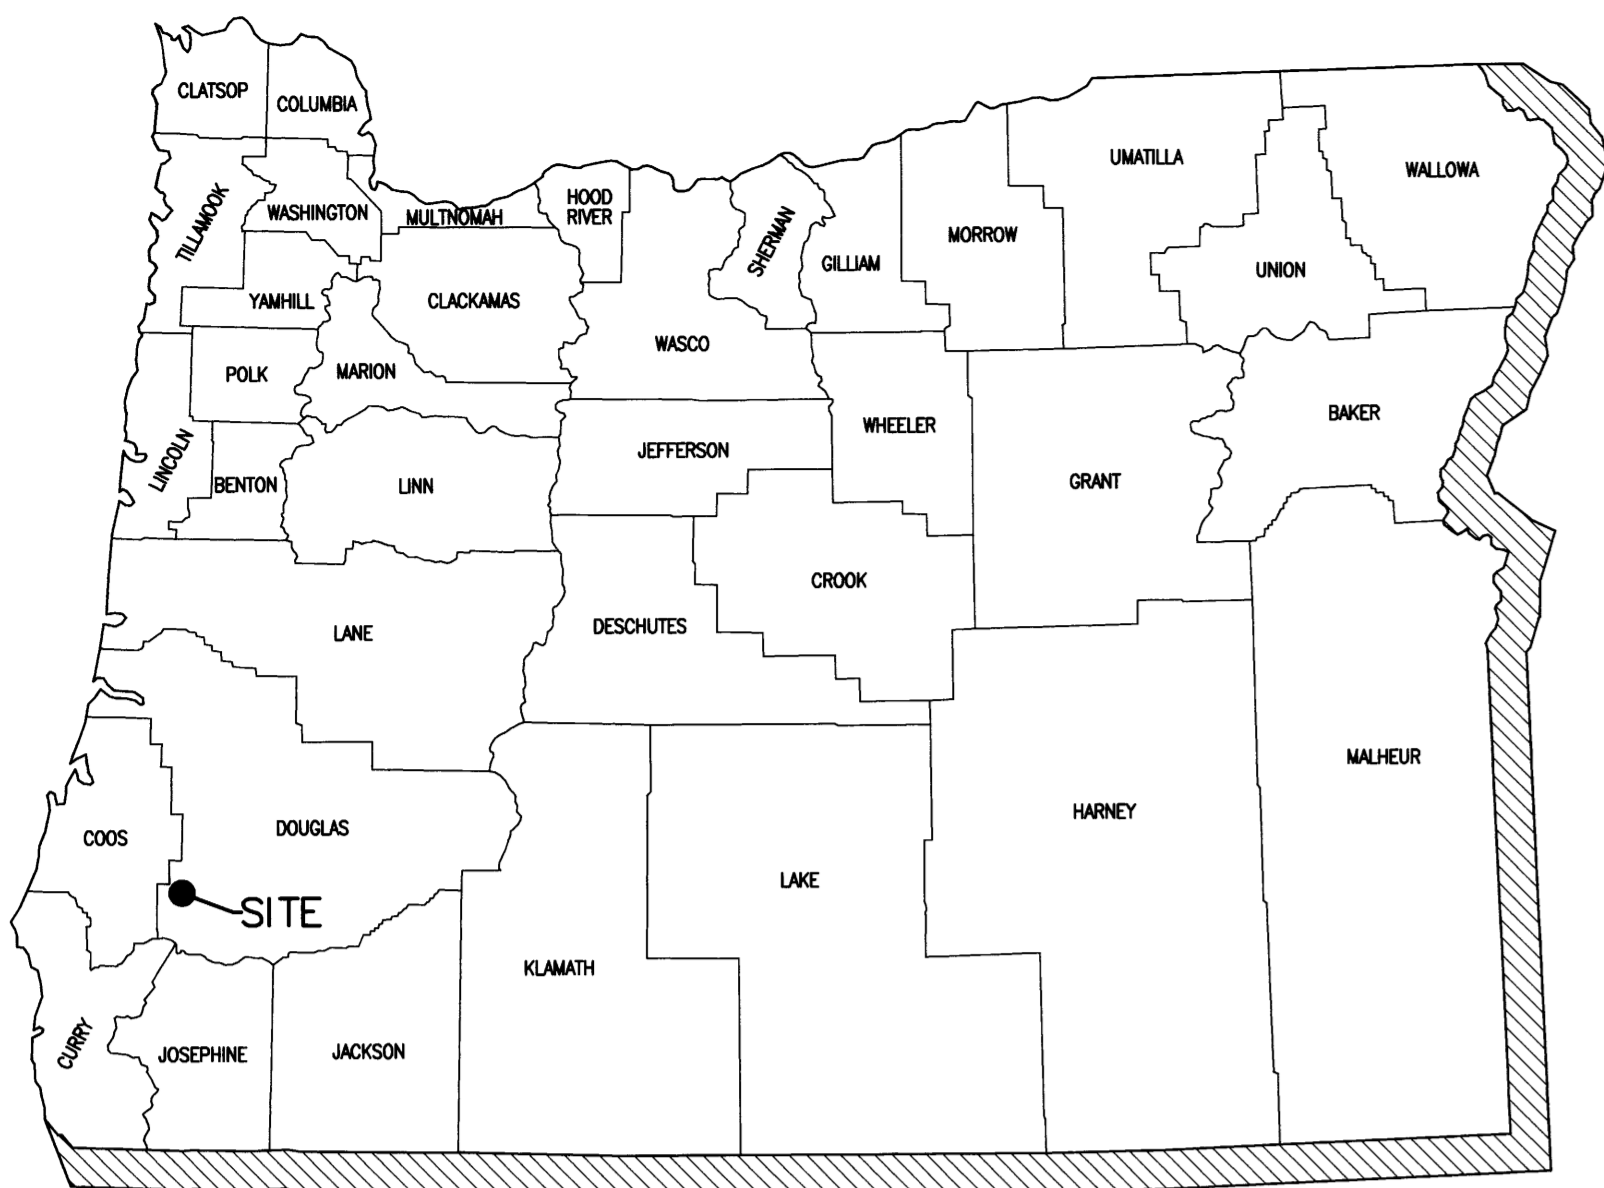 CLATSOP
COLUMBIA
TILLAMOOK
WASHINGTON
MULTNOMAH
HOOD
RIVER
SHERMAN
GILLIAM
MORROW
UMATILLA
WALLOWA
UNION
YAMHILL
CLACKAMAS
WASCO
POLK
MARION
WHEELER
BAKER
LINCOLN
BENTON
LINN
JEFFERSON
GRANT
CROOK
LANE
DESCHUTES
MALHEUR
COOS
DOUGLAS
HARNEY
LAKE
SITE
KLAMATH
CURRY
JOSEPHINE
JACKSON